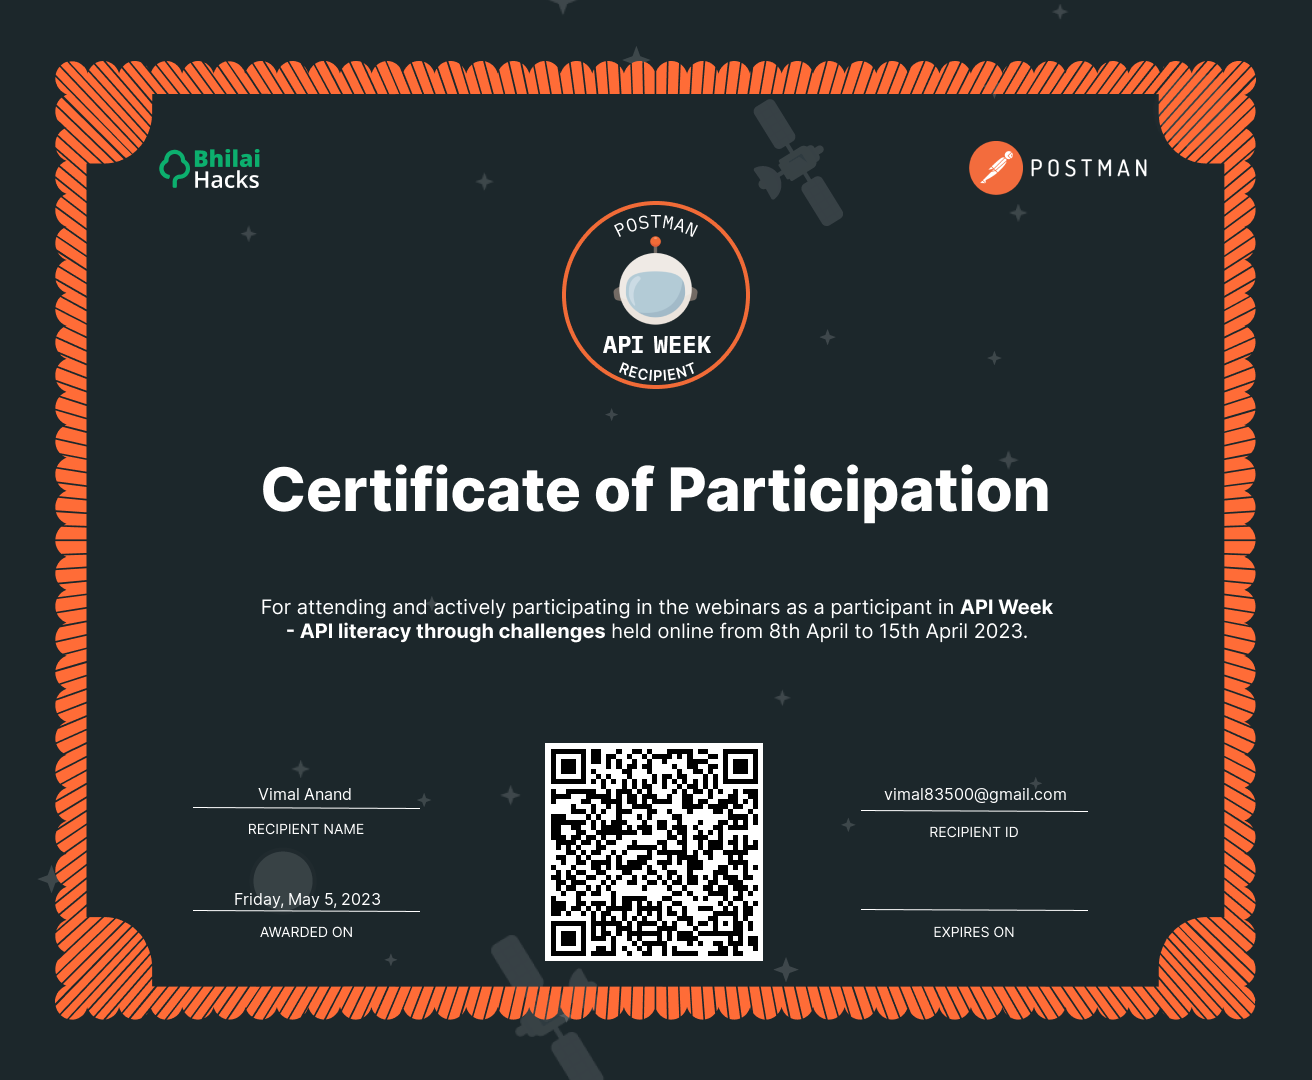 Bhilai
Hacks
POSTMAN
POSTMAN
API WEEK
RECIPIENT
Certificate of Participation
For attending and actively participating in the webinars as a participant in API Week
- API literacy through challenges held online from 8th April to 15th April 2023.
Vimal Anand
RECIPIENT NAME
vimal83500@gmail.com
RECIPIENT ID
Friday, May 5, 2023
AWARDED ON
EXPIRES ON